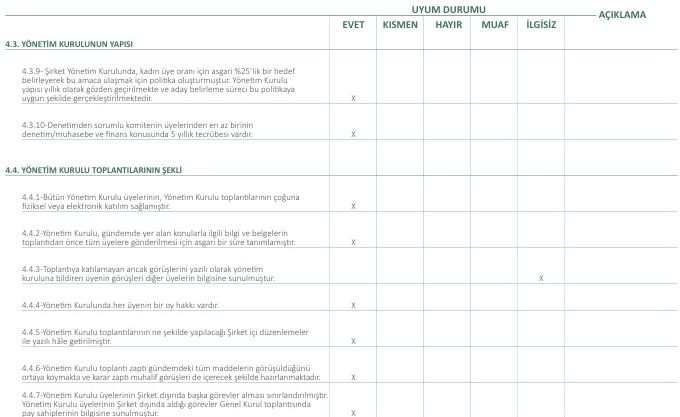 UYUM DURUMU
AÇIKLAMA
EVET KISMEN HAYIR MUAF İLGİSİZ
4.3. YÖNETİM KURULUNUN YAPISI
4.3.9- Şirket Yönetim Kurulunda, kadın üye oranı için asgari %25'lik bir hedef
belirleyerek bu amaca ulaşmak için politika oluşturmuştur. Yönetim Kurulu
yapısı yıllık olarak gözden geçirilmekte ve aday belirleme süreci bu politikaya
uygun şekilde gerçekleştirilmektedir. X
4.3.10-Denetimden sorumlu komitenin üyelerinden en az birinin
denetim/muhasebe ve finans konusunda 5 yıllık tecrübesi vardır. X
4.4. YÖNETİM KURULU TOPLANTILARININ ŞEKLİ
4.4.1-Bütün Yönetim Kurulu üyelerinin, Yönetim Kurulu toplantılarının çoğuna
fiziksel veya elektronik katılım sağlamıştır. X
4.4.2-Yönetim Kurulu, gündemde yer alan konularla ilgili bilgi ve belgelerin
toplantıdan önce tüm üyelere gönderilmesi için asgari bir süre tanımlamıştır. X
4.4.3-Toplantıya katılamayan ancak görüşlerini yazılı olarak yönetim
kuruluna bildiren üyenin görüşleri diğer üyelerin bilgisine sunulmuştur. X
4.4.4-Yönetim Kurulunda her üyenin bir oy hakkı vardır. X
4.4.5-Yönetim Kurulu toplantılarının ne şekilde yapılacağı Şirket içi düzenlemeler
ile yazılı hâle getirilmiştir. X
4.4.6-Yönetim Kurulu toplantı zaptı gündemdeki tüm maddelerin görüşüldüğünü
ortaya koymakta ve karar zaptı muhalif görüşleri de içerecek şekilde hazırlanmaktadır. X
4.4.7-Yönetim Kurulu üyelerinin Şirket dışında başka görevler alması sınırlandırılmıştır.
Yönetim Kurulu üyelerinin Şirket dışında aldığı görevler Genel Kurul toplantısında
pay sahiplerinin bilgisine sunulmuştur. X